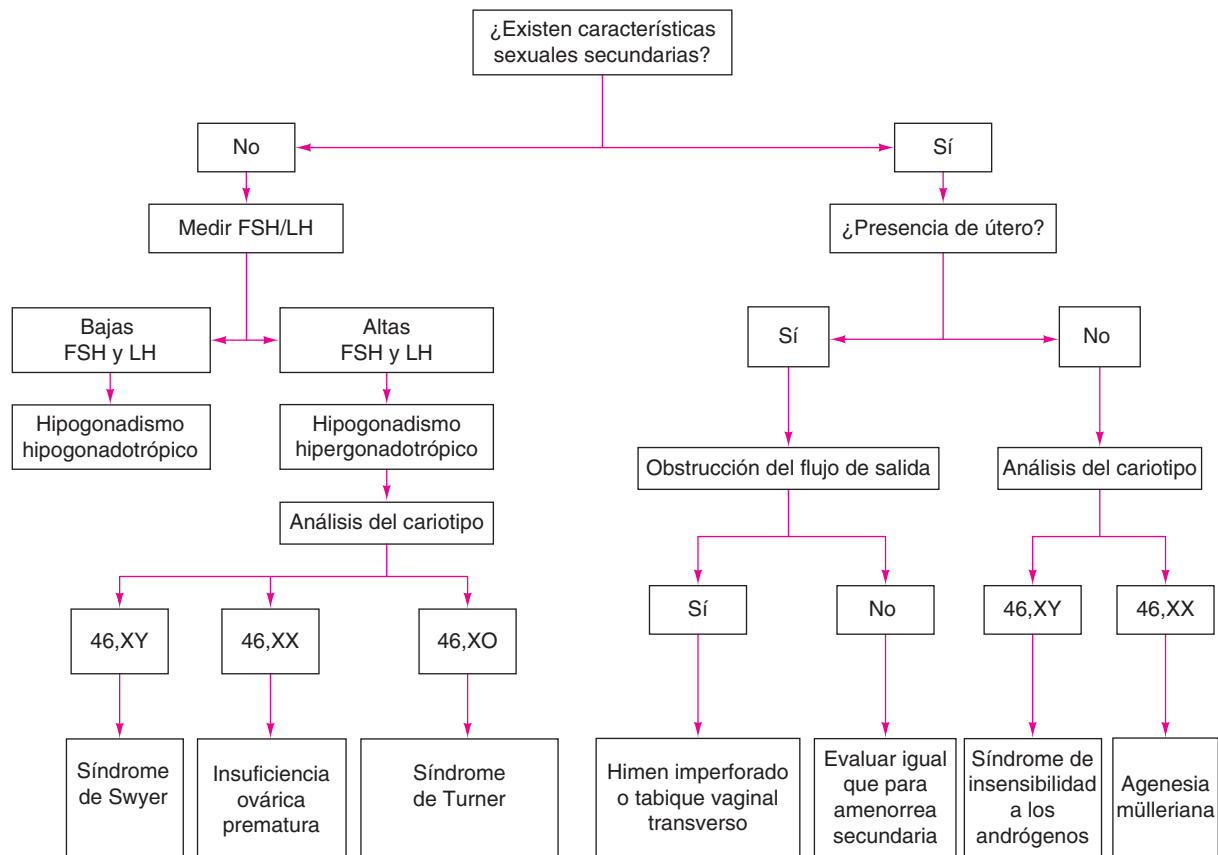 ¿Existen características
sexuales secundarias?
No
Sí
Medir FSH/LH
¿Presencia de útero?
Bajas
FSH y LH
Altas
FSH y LH
Sí
No
Hipogonadismo
hipogonadotrópico
Hipogonadismo
hipergonadotrópico
Obstrucción del flujo de salida
Análisis del cariotipo
Análisis del cariotipo
Sí
No
46,XY
46,XX
46,XY
46,XX
46,XO
Síndrome
de Swyer
Insuficiencia
ovárica
prematura
Síndrome
de Turner
Himen imperforado
o tabique vaginal
transverso
Evaluar igual
que para
amenorrea
secundaria
Síndrome de
insensibilidad
a los
andrógenos
Agenesia
mülleriana